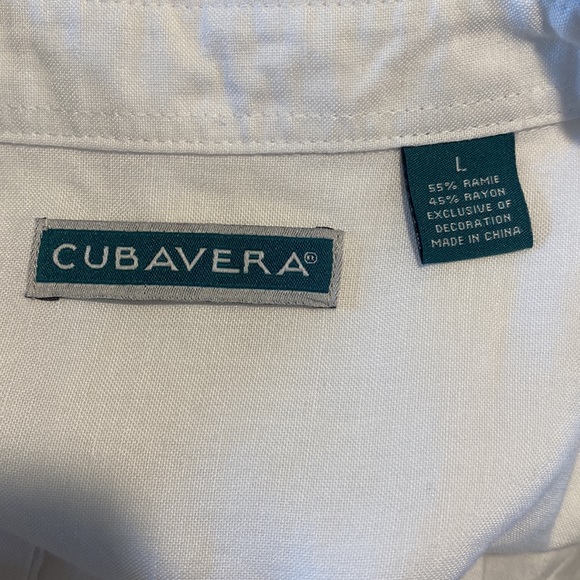 CUBAVERA®
L
55% RAMIE
45% RAYON
EXCLUSIVE OF
DECORATION
MADE IN CHINA